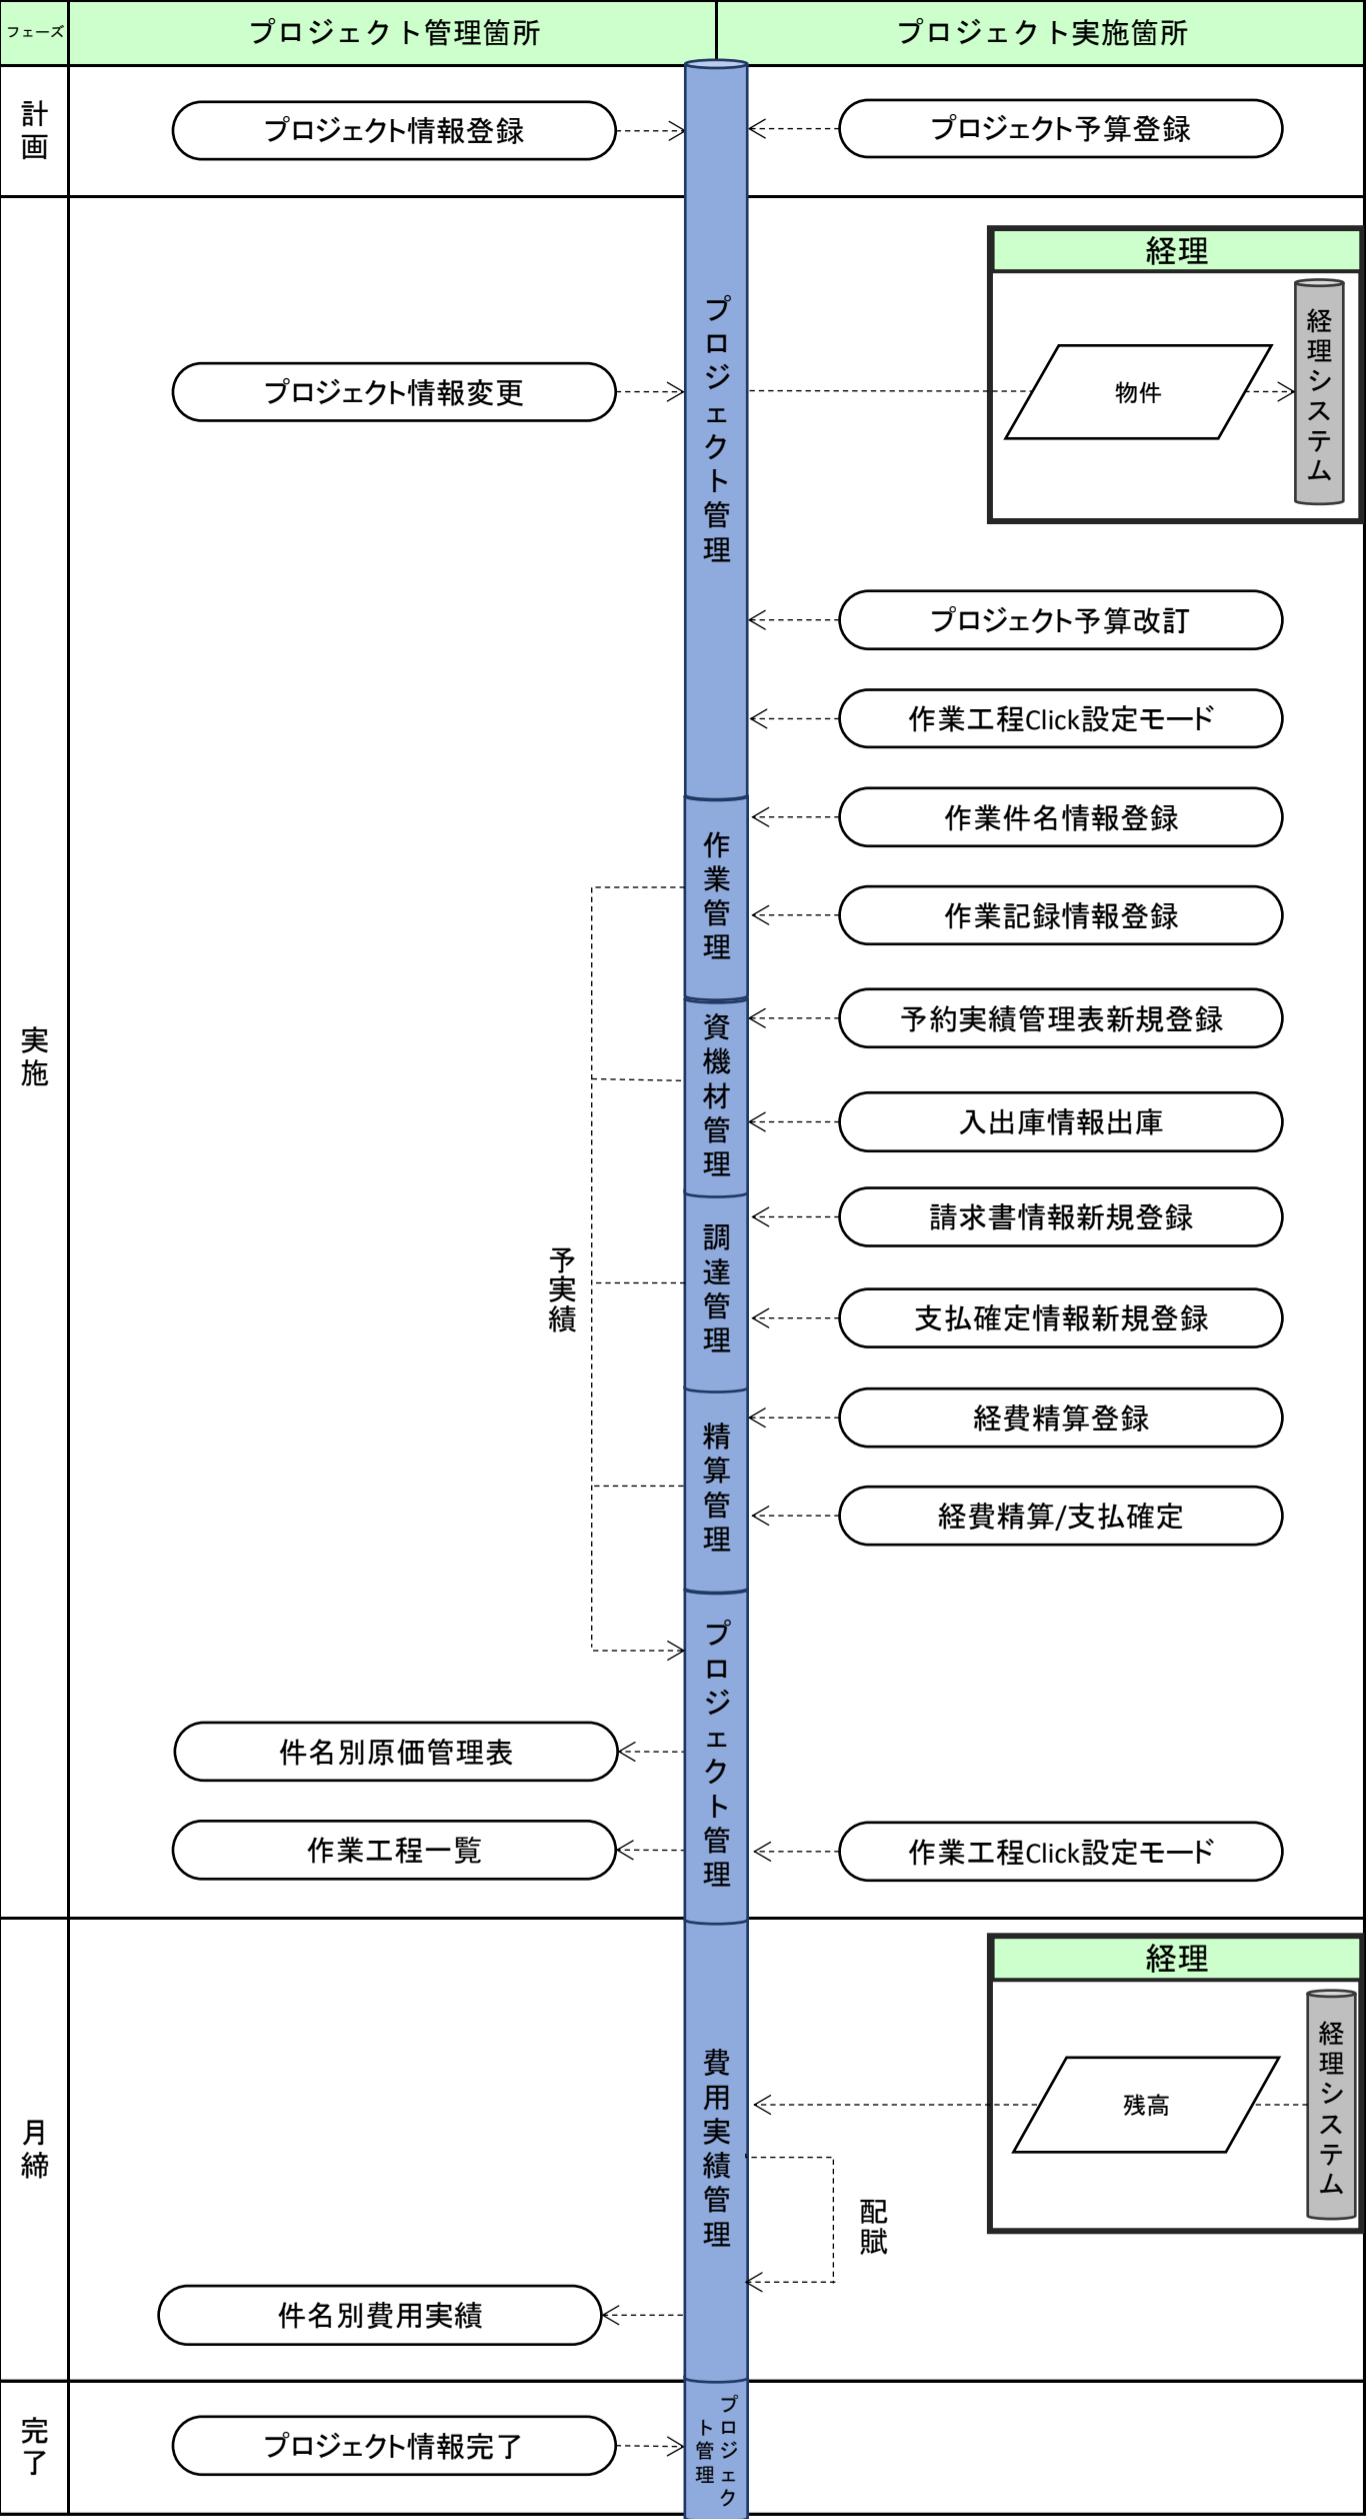 フェーズ
プロジェクト管理箇所
プロジェクト実施箇所
計画
プロジェクト情報登録
プロジェクト予算登録
経理
プロジェクト管理
経理システム
プロジェクト情報変更
物件
プロジェクト予算改訂
作業工程Click設定モード
実施
作業管理
作業件名情報登録
作業記録情報登録
資機材管理
予約実績管理表新規登録
入出庫情報出庫
予実績
調達管理
請求書情報新規登録
支払確定情報新規登録
精算管理
経費精算登録
経費精算/支払確定
プロジェクト管理
件名別原価管理表
作業工程一覧
作業工程Click設定モード
月締
経理
費用実績管理
残高
経理システム
配賦
件名別費用実績
完了
プロジェクト情報完了
プロジェク
ト管理